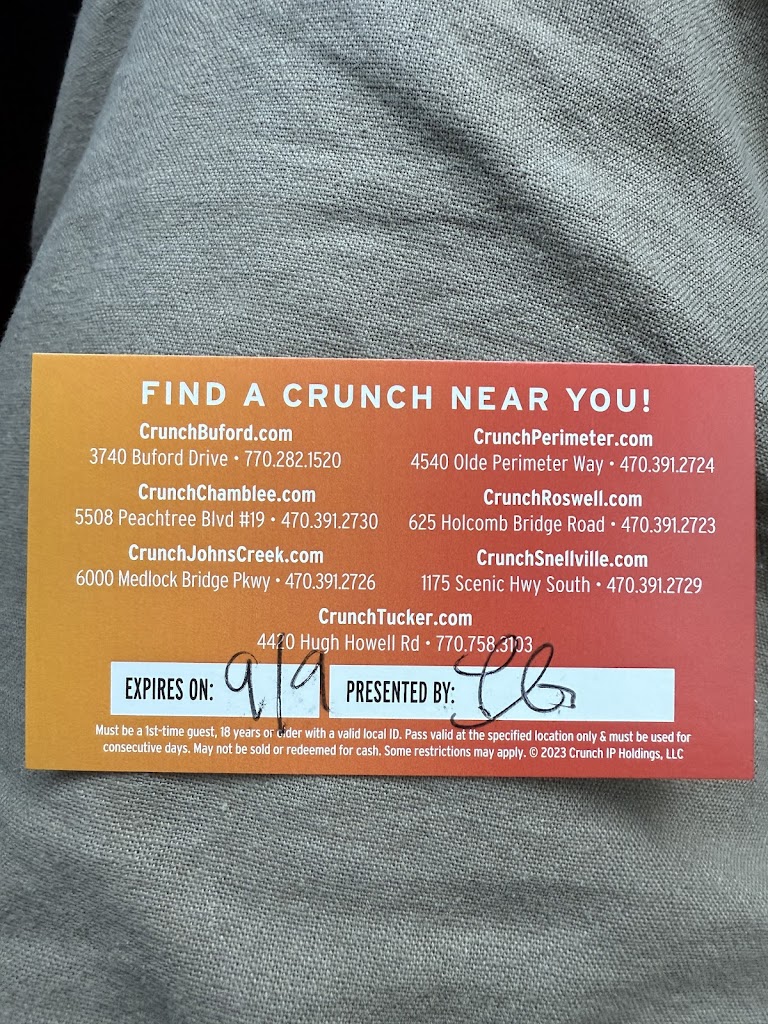 FIND A CRUNCH NEAR YOU!
CrunchBuford.com
3740 Buford Drive • 770.282.1520
CrunchChamblee.com
5508 Peachtree Blvd #19 • 470.391.2730
CrunchJohnsCreek.com
6000 Medlock Bridge Pkwy • 470.391.2726
CrunchPerimeter.com
4540 Olde Perimeter Way • 470.391.2724
CrunchRoswell.com
625 Holcomb Bridge Road • 470.391.2723
CrunchSnellville.com
1175 Scenic Hwy South • 470.391.2729
CrunchTucker.com
4420 Hugh Howell Rd • 770.758.3103
EXPIRES ON: 9/9
PRESENTED BY:
Must be a 1st-time guest, 18 years or older with a valid local ID. Pass valid at the specified location only & must be used for
consecutive days. May not be sold or redeemed for cash. Some restrictions may apply. © 2023 Crunch IP Holdings, LLC